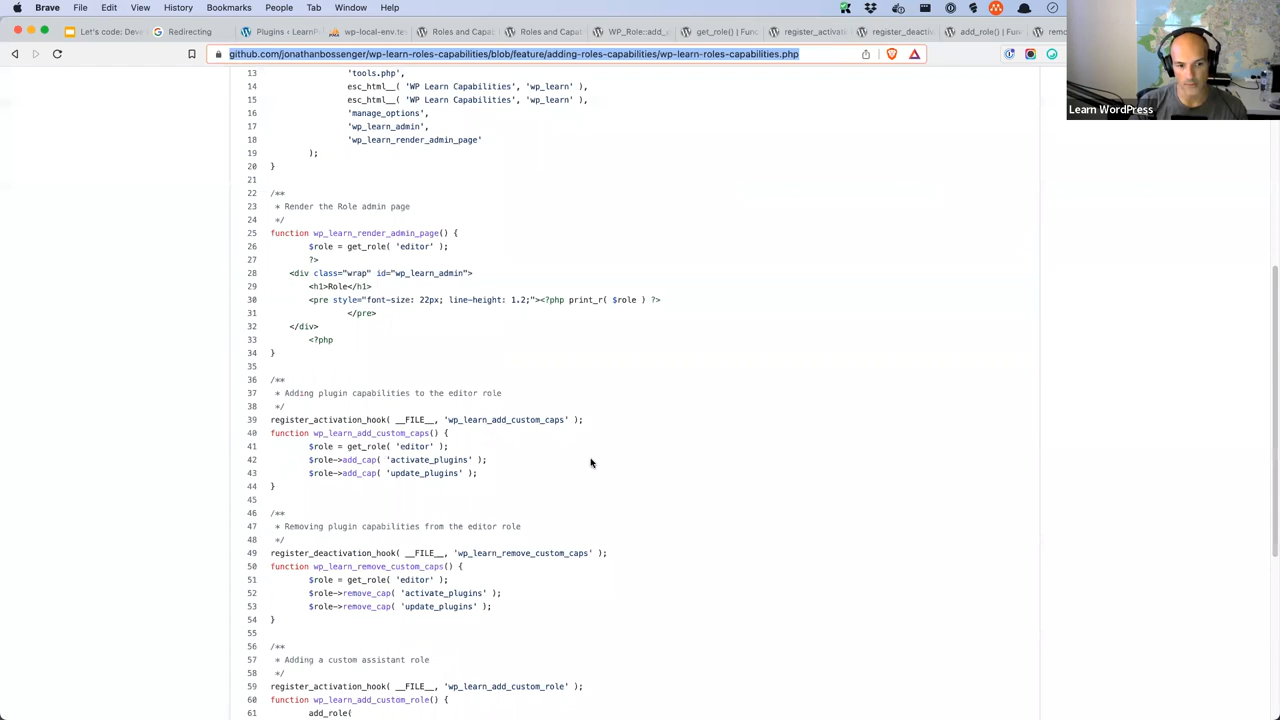 Brave File Edit View History Bookmarks People Tab Window Help
Let's code: Dev
Redirecting
Plugins ‹ LearnP
wp-local-env.te
Roles and Capa
Roles and Cap
WP_Role::add_
get_role() | Func
register_activati
register_deactiv
add_role() | Fun
remo
github.com/jonathanbossenger/wp-learn-roles-capabilities/blob/feature/adding-roles-capabilities/wp-learn-roles-capabilities.php
Learn WordPress
13 'tools.php',
14 esc_html__( 'WP Learn Capabilities', 'wp_learn' ),
15 esc_html__( 'WP Learn Capabilities', 'wp_learn' ),
16 'manage_options',
17 'wp_learn_admin',
18 'wp_learn_render_admin_page'
19 );
20 }
21
22 /**
23 * Render the Role admin page
24 */
25 function wp_learn_render_admin_page() {
26 $role = get_role( 'editor' );
27 ?>
28 <div class="wrap" id="wp_learn_admin">
29 <h1>Role</h1>
30 <pre style="font-size: 22px; line-height: 1.2;"><?php print_r( $role ) ?>
31 </pre>
32 </div>
33 <?php
34 }
35
36 /**
37 * Adding plugin capabilities to the editor role
38 */
39 register_activation_hook( __FILE__, 'wp_learn_add_custom_caps' );
40 function wp_learn_add_custom_caps() {
41 $role = get_role( 'editor' );
42 $role->add_cap( 'activate_plugins' );
43 $role->add_cap( 'update_plugins' );
44 }
45
46 /**
47 * Removing plugin capabilities from the editor role
48 */
49 register_deactivation_hook( __FILE__, 'wp_learn_remove_custom_caps' );
50 function wp_learn_remove_custom_caps() {
51 $role = get_role( 'editor' );
52 $role->remove_cap( 'activate_plugins' );
53 $role->remove_cap( 'update_plugins' );
54 }
55
56 /**
57 * Adding a custom assistant role
58 */
59 register_activation_hook( __FILE__, 'wp_learn_add_custom_role' );
60 function wp_learn_add_custom_role() {
61 add_role(